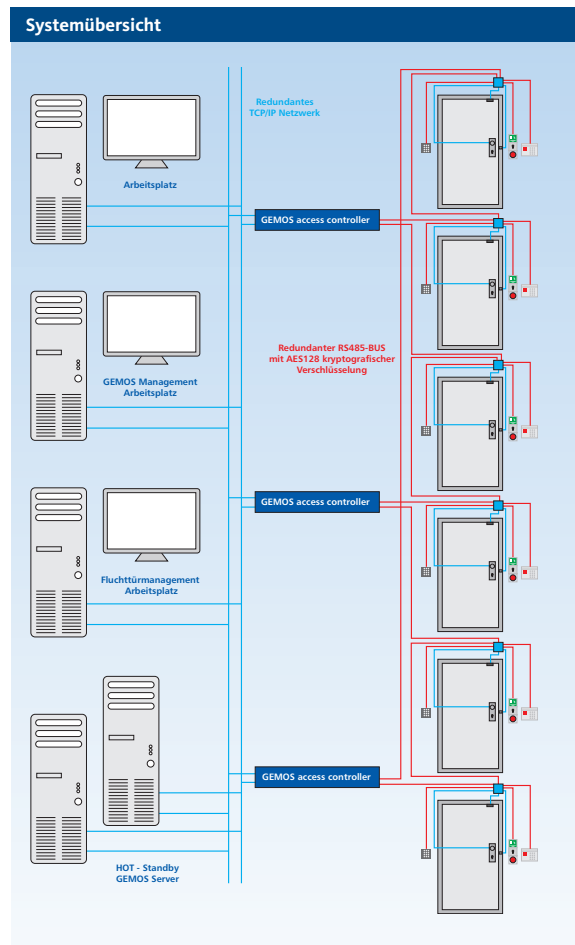 Systemübersicht
Redundantes
TCP/IP Netzwerk
Arbeitsplatz
GEMOS access controller
Redundanter RS485-BUS
mit AES128 kryptografischer
Verschlüsselung
GEMOS Management
Arbeitsplatz
GEMOS access controller
Fluchttürmanagement
Arbeitsplatz
GEMOS access controller
HOT - Standby
GEMOS Server